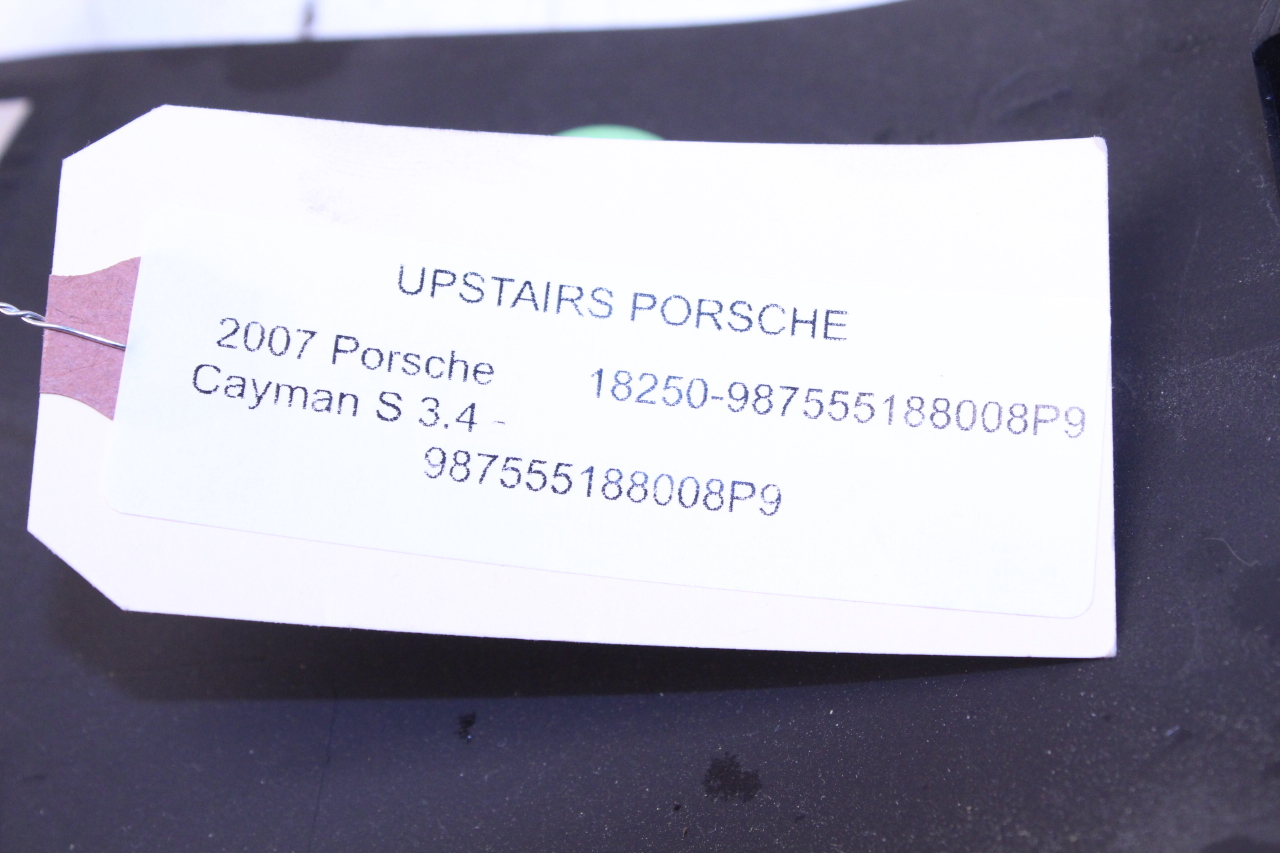 UPSTAIRS PORSCHE
2007 Porsche
Cayman S 3.4 -
987555188008P9
18250-987555188008P9